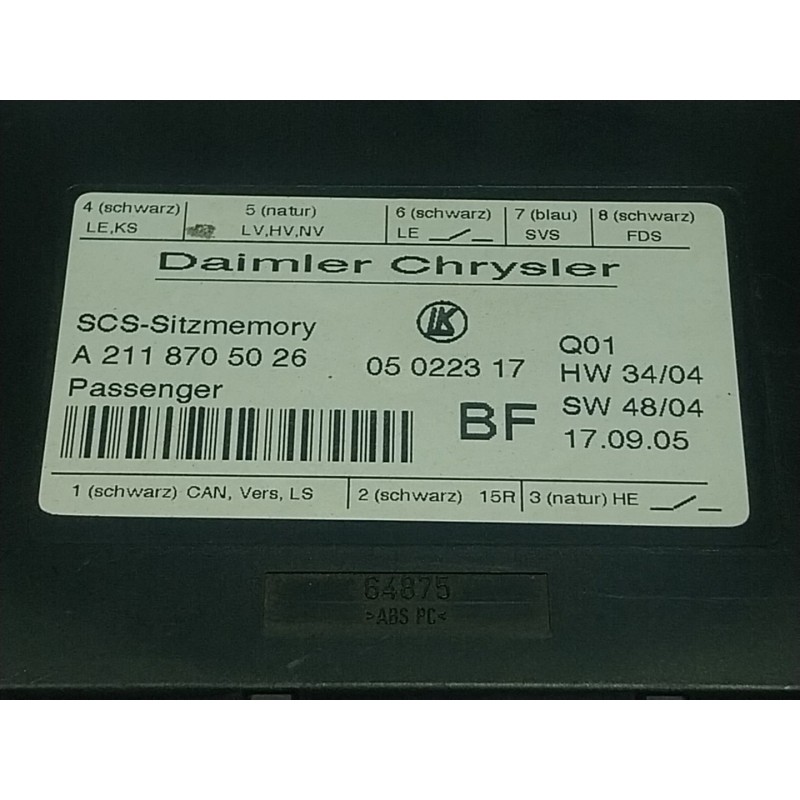 4 (schwarz) 5 (natur) 6 (schwarz) 7 (blau) 8 (schwarz)
LE,KS LV,HV,NV LE SVS FDS
Daimler Chrysler
SCS-Sitzmemory LK Q01
A 211 870 50 26 05 0223 17 HW 34/04
Passenger BF SW 48/04
17.09.05
1 (schwarz) CAN, Vers, LS 2 (schwarz) 15R 3 (natur) HE
64875
>ABS PC<